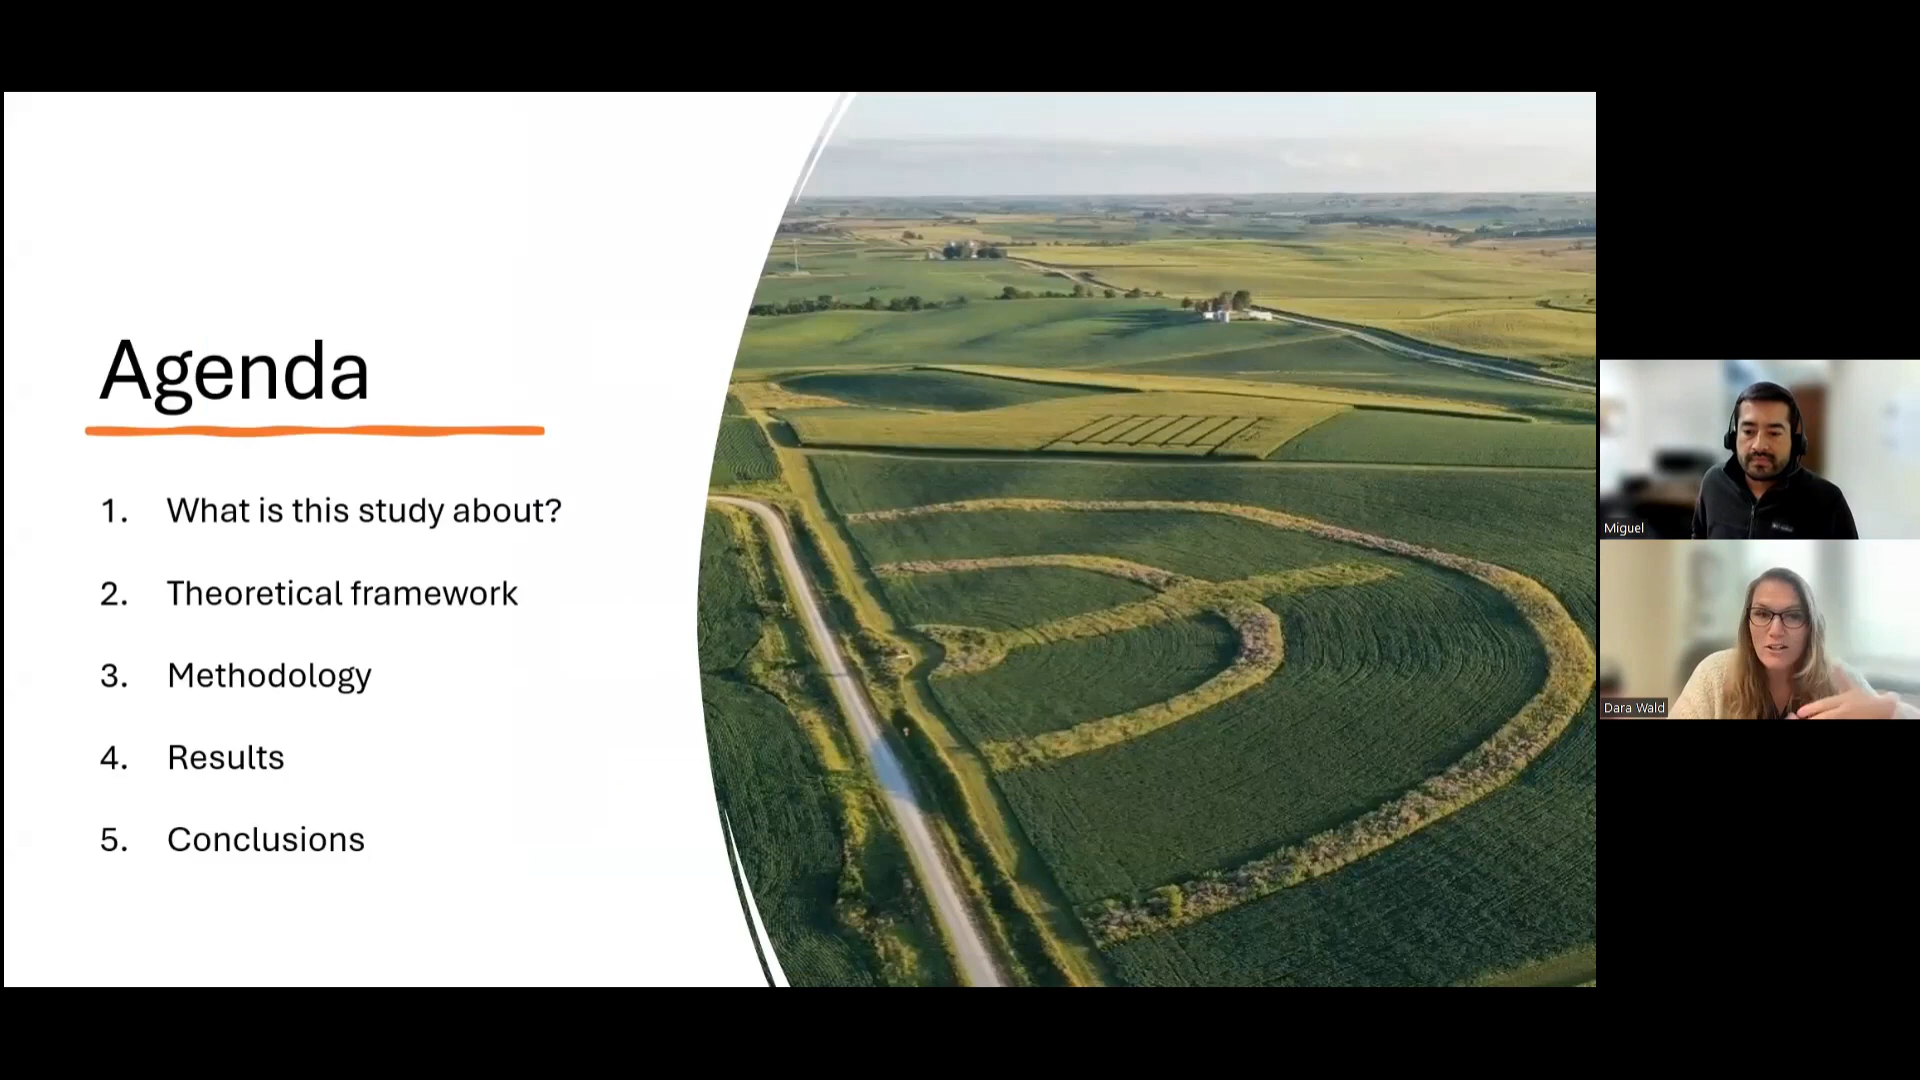 Agenda
1. What is this study about?
2. Theoretical framework
3. Methodology
4. Results
5. Conclusions
Miguel
Dara Wald